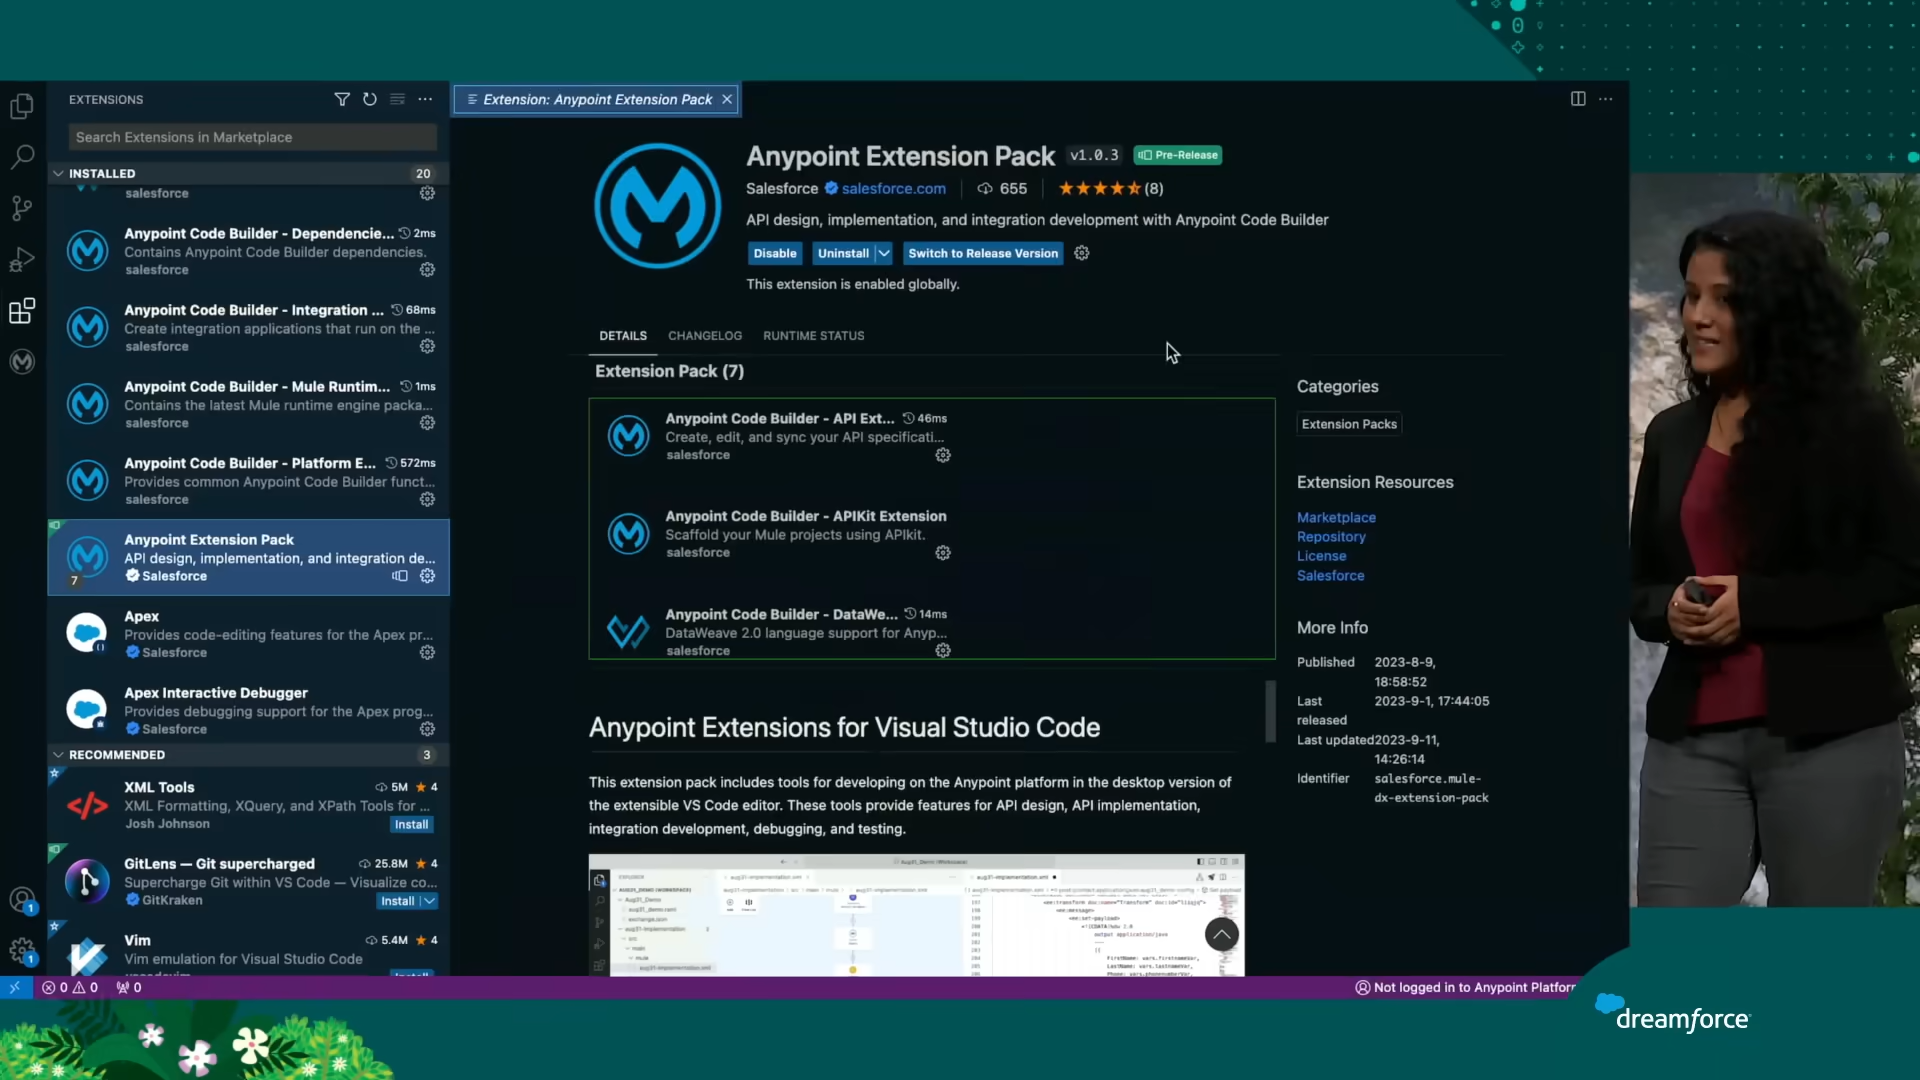 EXTENSIONS
Search Extensions in Marketplace
INSTALLED 20
salesforce
Anypoint Code Builder - Dependencie... 2ms
Contains Anypoint Code Builder dependencies.
salesforce
Anypoint Code Builder - Integration ... 68ms
Create integration applications that run on the ...
salesforce
Anypoint Code Builder - Mule Runtim... 1ms
Contains the latest Mule runtime engine packa...
salesforce
Anypoint Code Builder - Platform E... 572ms
Provides common Anypoint Code Builder funct...
salesforce
Anypoint Extension Pack
API design, implementation, and integration de...
7
Salesforce
Apex
Provides code-editing features for the Apex pr...
Salesforce
Apex Interactive Debugger
Provides debugging support for the Apex prog...
Salesforce
RECOMMENDED 3
XML Tools 5M ★ 4
XML Formatting, XQuery, and XPath Tools for ...
Josh Johnson Install
GitLens — Git supercharged 25.8M ★ 4
Supercharge Git within VS Code — Visualize co...
GitKraken Install
Vim 5.4M ★ 4
Vim emulation for Visual Studio Code
1
1
0 0 0
Extension: Anypoint Extension Pack
Anypoint Extension Pack v1.0.3 Pre-Release
Salesforce salesforce.com 655 (8)
API design, implementation, and integration development with Anypoint Code Builder
Disable Uninstall Switch to Release Version
This extension is enabled globally.
DETAILS CHANGELOG RUNTIME STATUS
Extension Pack (7)
Anypoint Code Builder - API Ext... 46ms
Create, edit, and sync your API specificati...
salesforce
Anypoint Code Builder - APIKit Extension
Scaffold your Mule projects using APIkit.
salesforce
Anypoint Code Builder - DataWe... 14ms
DataWeave 2.0 language support for Anyp...
salesforce
Anypoint Extensions for Visual Studio Code
This extension pack includes tools for developing on the Anypoint platform in the desktop version of
the extensible VS Code editor. These tools provide features for API design, API implementation,
integration development, debugging, and testing.
Categories
Extension Packs
Extension Resources
Marketplace
Repository
License
Salesforce
More Info
Published 2023-8-9,
18:58:52
Last 2023-9-1, 17:44:05
released
Last updated 2023-9-11,
14:26:14
Identifier salesforce.mule-
dx-extension-pack
Not logged in to Anypoint Platform
dreamforce